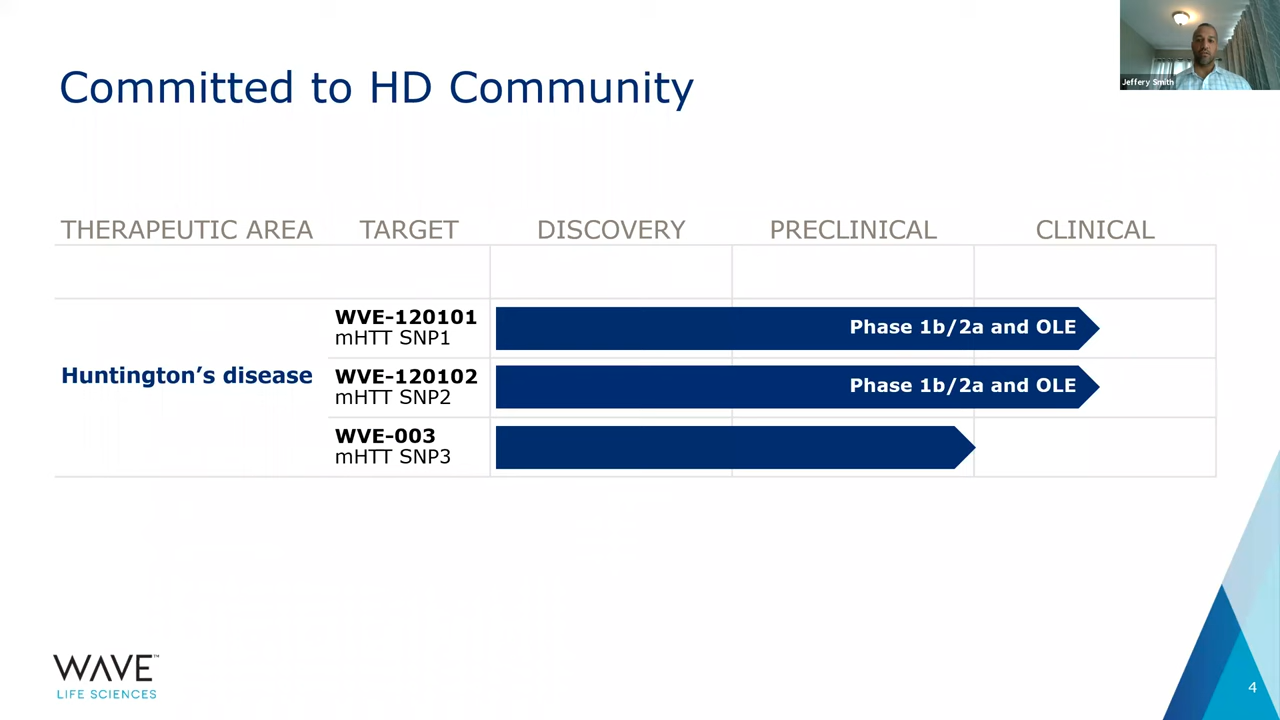 Jeffery Smith
Committed to HD Community
THERAPEUTIC AREA TARGET DISCOVERY PRECLINICAL CLINICAL
Huntington’s disease
WVE-120101
mHTT SNP1
Phase 1b/2a and OLE
WVE-120102
mHTT SNP2
Phase 1b/2a and OLE
WVE-003
mHTT SNP3
WAVE™
LIFE SCIENCES
4